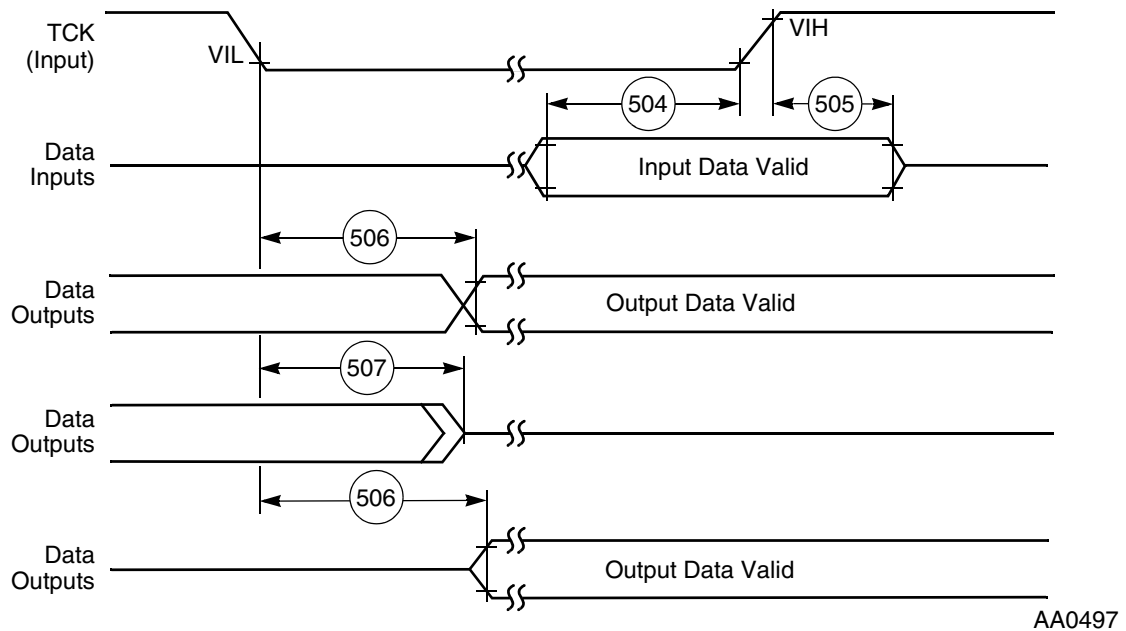 TCK
(Input)
VIL
VIH
504
505
Data
Inputs
Input Data Valid
506
Data
Outputs
Output Data Valid
507
Data
Outputs
506
Data
Outputs
Output Data Valid
AA0497